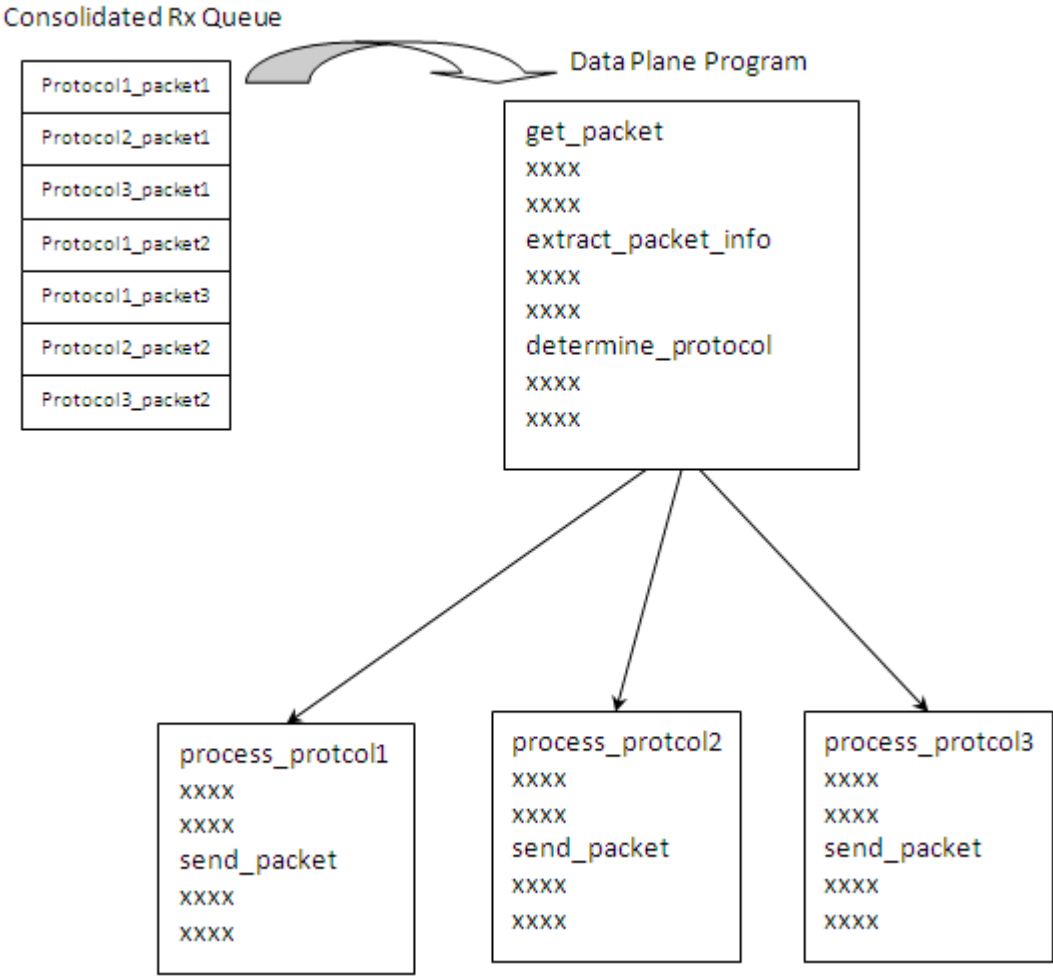 Consolidated Rx Queue
Protocol1_packet1
Protocol2_packet1
Protocol3_packet1
Protocol1_packet2
Protocol1_packet3
Protocol2_packet2
Protocol3_packet2
Data Plane Program
get_packet
xxxx
xxxx
extract_packet_info
xxxx
xxxx
determine_protocol
xxxx
xxxx
process_protcol1
xxxx
xxxx
send_packet
xxxx
xxxx
process_protcol2
xxxx
xxxx
send_packet
xxxx
xxxx
process_protcol3
xxxx
xxxx
send_packet
xxxx
xxxx